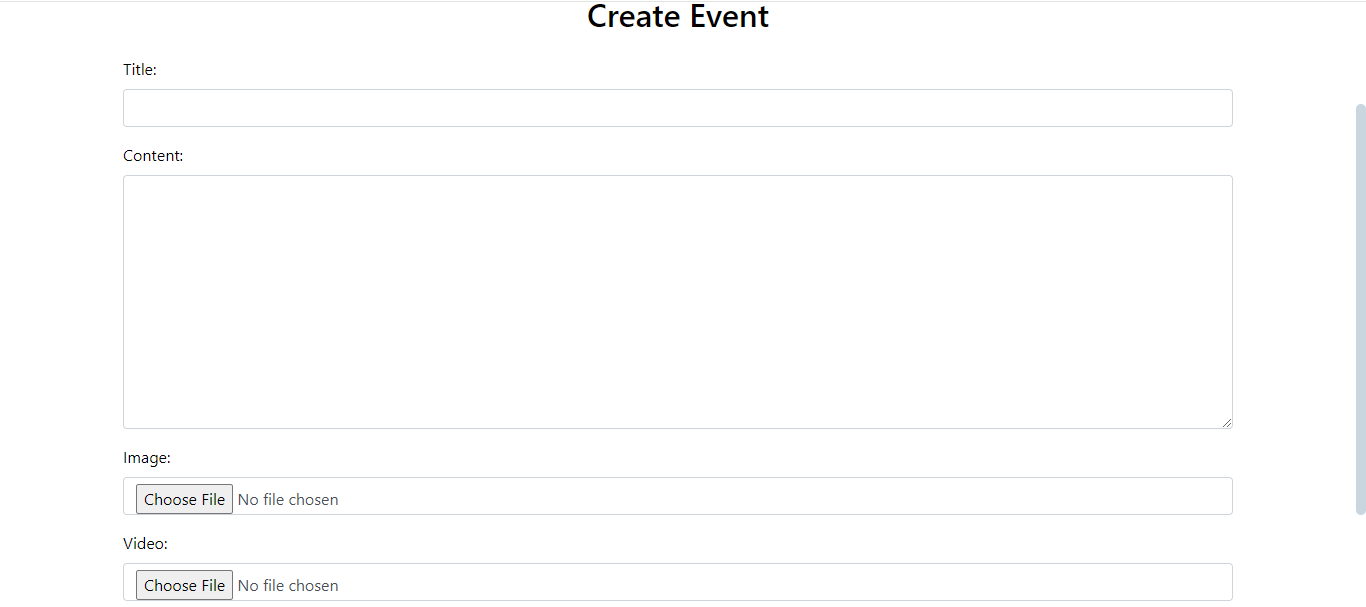 Create Event
Title:
Content:
Image:
Choose File No file chosen
Video:
Choose File No file chosen